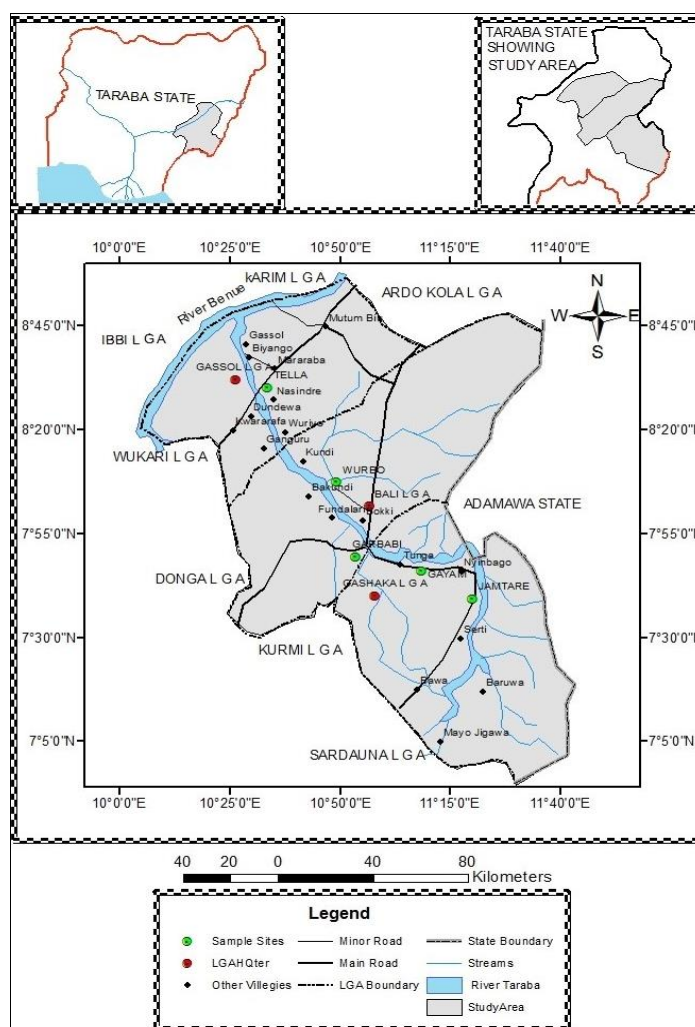 TARABA STATE
TARABA STATE
SHOWING
STUDY AREA
10°0'0"E 10°25'0"E 10°50'0"E 11°15'0"E 11°40'0"E
kARIM L G A
ARDO KOLA L G A
River Benue
N
W E
S
8°45'0"N 8°45'0"N
IBBI L G A
Mutum Biu
Gassol
Biyango
Mararaba
GASSOL L G A
TELLA
Nasindre
Dundewa
Kwararafa
Wuriyo
8°20'0"N 8°20'0"N
WUKARI L G A
Ganguru
Kundi
WURBO
Bakundi
BALI L G A
ADAMAWA STATE
Fundalari
Dokki
7°55'0"N 7°55'0"N
GARBABI
Tunga
Nyinbago
DONGA L G A
GAYAM
GASHAKA L G A
JAMTARE
KURMI L G A
7°30'0"N 7°30'0"N
Serti
Bawa
Baruwa
7°5'0"N 7°5'0"N
Mayo Jigawa
SARDAUNA L G A
10°0'0"E 10°25'0"E 10°50'0"E 11°15'0"E 11°40'0"E
40 20 0 40 80
Kilometers
Legend
Sample Sites Minor Road State Boundary
LGAHQter Main Road Streams
Other Villegies LGA Boundary River Taraba
StudyArea